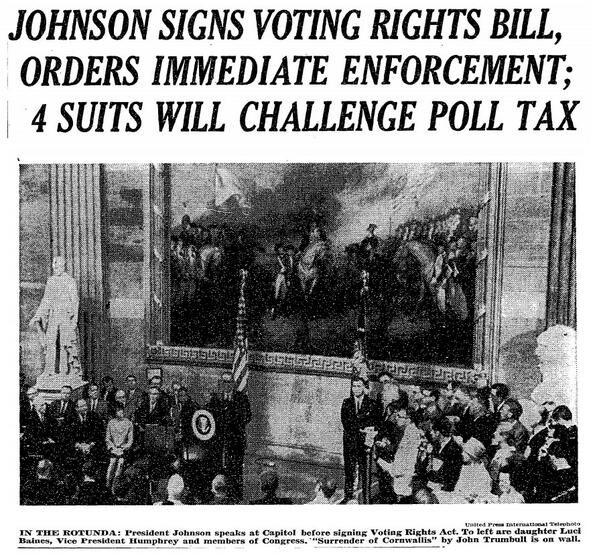 JOHNSON SIGNS VOTING RIGHTS BILL,
ORDERS IMMEDIATE ENFORCEMENT;
4 SUITS WILL CHALLENGE POLL TAX
United Press International Telephoto
IN THE ROTUNDA: President Johnson speaks at Capitol before signing Voting Rights Act. To left are daughter Luci
Baines, Vice President Humphrey and members of Congress. "Surrender of Cornwallis" by John Trumbull is on wall.